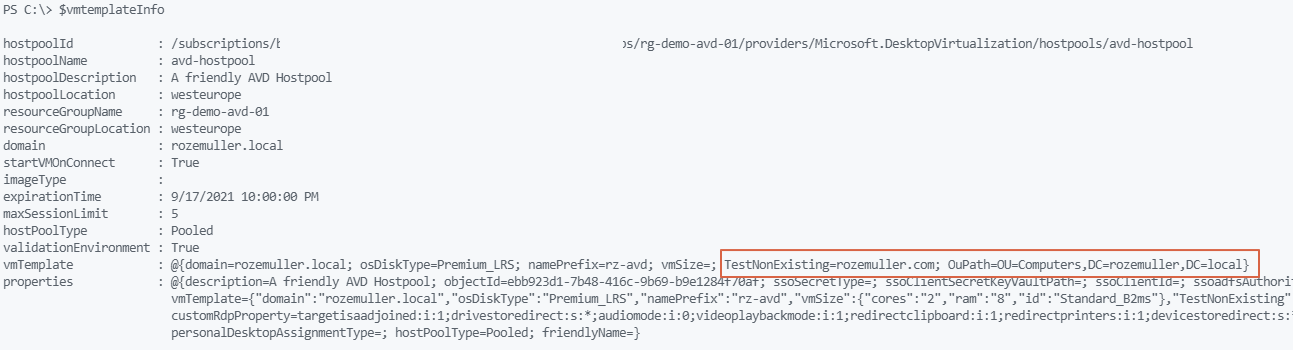 PS C:\> $vmtemplateInfo
hostpoolId : /subscriptions/ s/rg-demo-avd-01/providers/Microsoft.DesktopVirtualization/hostpools/avd-hostpool
hostpoolName : avd-hostpool
hostpoolDescription : A friendly AVD Hostpool
hostpoolLocation : westeurope
resourceGroupName : rg-demo-avd-01
resourceGroupLocation : westeurope
domain : rozemuller.local
startVMOnConnect : True
imageType :
expirationTime : 9/17/2021 10:00:00 PM
maxSessionLimit : 5
hostPoolType : Pooled
validationEnvironment : True
vmTemplate : @{domain=rozemuller.local; osDiskType=Premium_LRS; namePrefix=rz-avd; vmSize=; TestNonExisting=rozemuller.com; OuPath=OU=Computers,DC=rozemuller,DC=local}
properties : @{description=A friendly AVD Hostpool; objectId=ebb923d1-7b48-416c-9b69-b9e1284f70af; ssoSecretType=; ssoClientSecretKeyVaultPath=; ssoClientId=; ssoadfsAuthorit
vmTemplate={"domain":"rozemuller.local","osDiskType":"Premium_LRS","namePrefix":"rz-avd","vmSize":{"cores":"2","ram":"8","id":"Standard_B2ms"},"TestNonExisting"
customRdpProperty=targetisaadjoined:i:1;drivestoredirect:s:*;audiomode:i:0;videoplaybackmode:i:1;redirectclipboard:i:1;redirectprinters:i:1;devicestoredirect:s:*
personalDesktopAssignmentType=; hostPoolType=Pooled; friendlyName=}